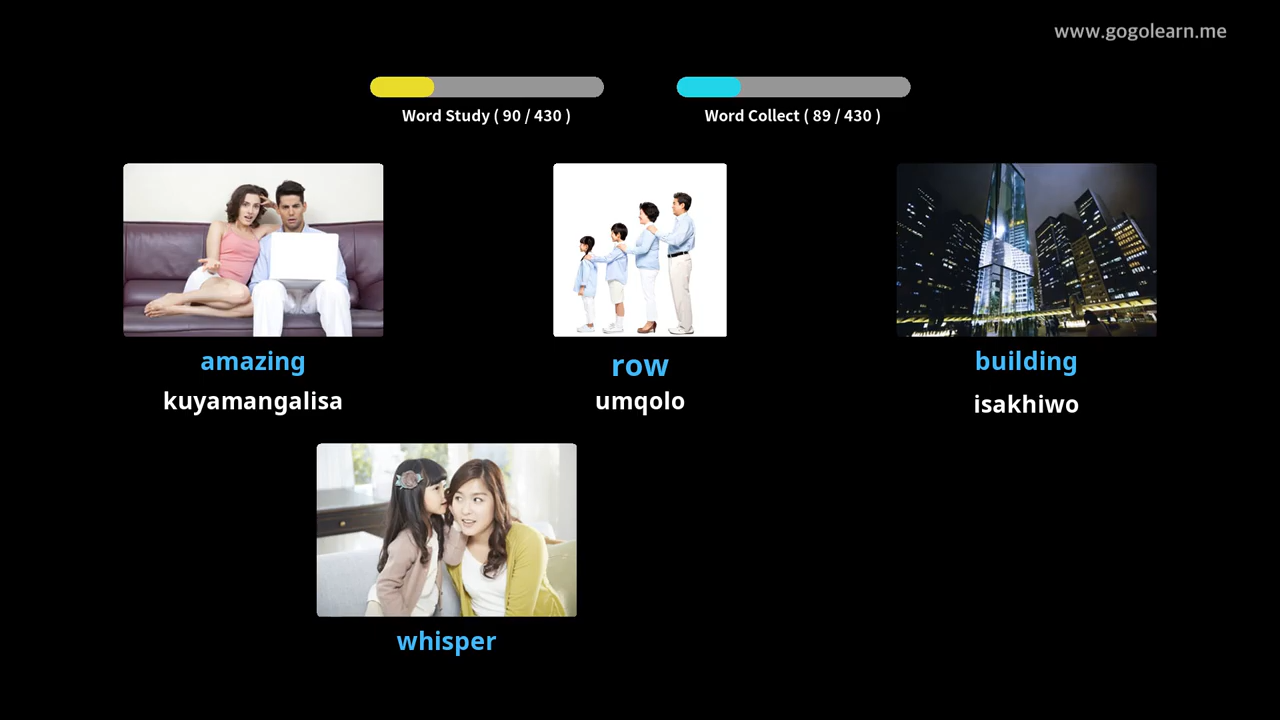 www.gogolearn.me
Word Study ( 90 / 430 )
Word Collect ( 89 / 430 )
amazing
kuyamangalisa
row
umqolo
building
isakhiwo
whisper